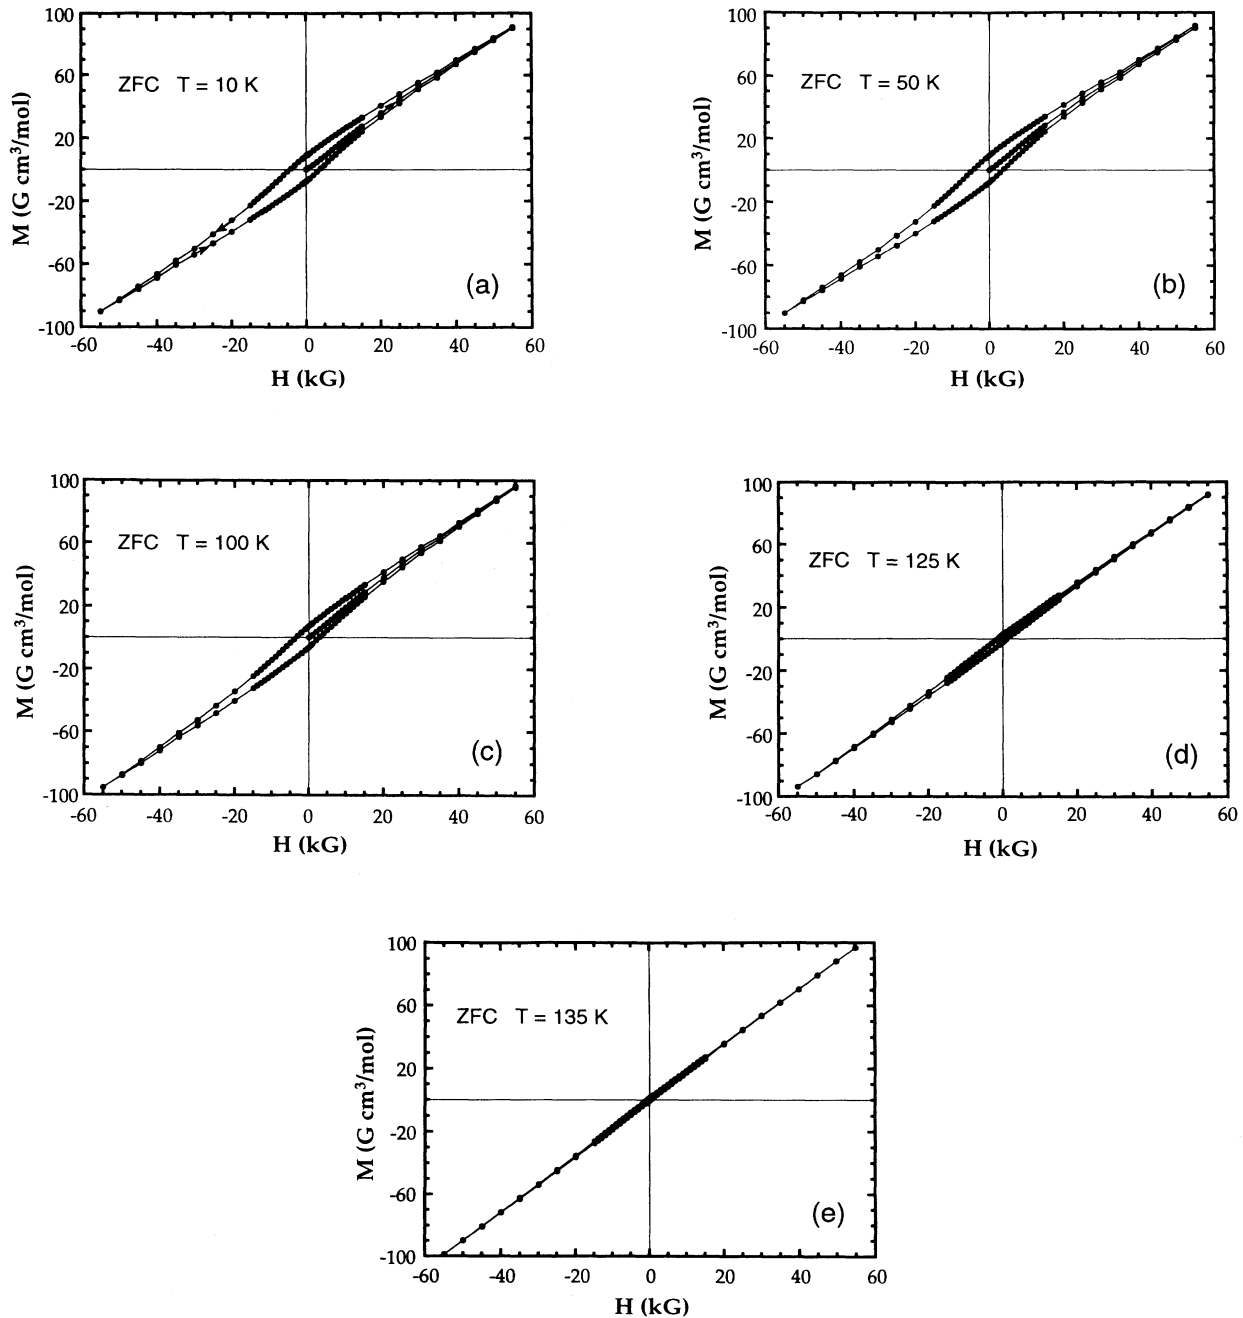 100
60
20
-20
-60
-100
M (G cm³/mol)
ZFC T = 10 K
(a)
-60 -40 -20 0 20 40 60
H (kG)
100
60
20
-20
-60
-100
M (G cm³/mol)
ZFC T = 50 K
(b)
-60 -40 -20 0 20 40 60
H (kG)
100
60
20
-20
-60
-100
M (G cm³/mol)
ZFC T = 100 K
(c)
-60 -40 -20 0 20 40 60
H (kG)
100
60
20
-20
-60
-100
M (G cm³/mol)
ZFC T = 125 K
(d)
-60 -40 -20 0 20 40 60
H (kG)
100
60
20
-20
-60
-100
M (G cm³/mol)
ZFC T = 135 K
(e)
-60 -40 -20 0 20 40 60
H (kG)